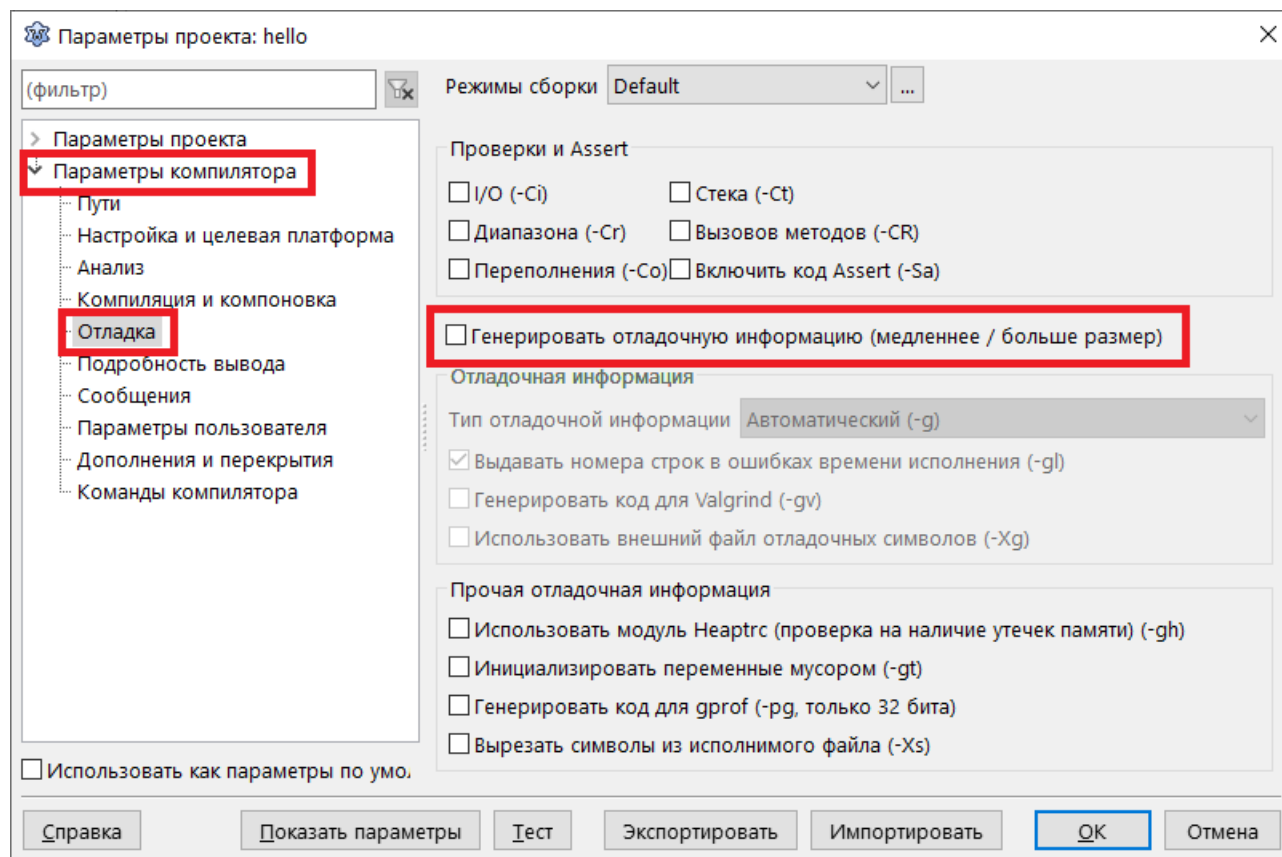 Параметры проекта: hello
(фильтр)
Режимы сборки Default ...
Параметры проекта
Параметры компилятора
Пути
Настройка и целевая платформа
Анализ
Компиляция и компоновка
Отладка
Подробность вывода
Сообщения
Параметры пользователя
Дополнения и перекрытия
Команды компилятора
Использовать как параметры по умол
Проверки и Assert
I/O (-Ci) Стека (-Ct)
Диапазона (-Cr) Вызовов методов (-CR)
Переполнения (-Co) Включить код Assert (-Sa)
Генерировать отладочную информацию (медленнее / больше размер)
Отладочная информация
Тип отладочной информации Автоматический (-g)
Выдавать номера строк в ошибках времени исполнения (-gl)
Генерировать код для Valgrind (-gv)
Использовать внешний файл отладочных символов (-Xg)
Прочая отладочная информация
Использовать модуль Heaptrc (проверка на наличие утечек памяти) (-gh)
Инициализировать переменные мусором (-gt)
Генерировать код для gprof (-pg, только 32 бита)
Вырезать символы из исполнимого файла (-Xs)
Справка Показать параметры Тест Экспортировать Импортировать OK Отмена